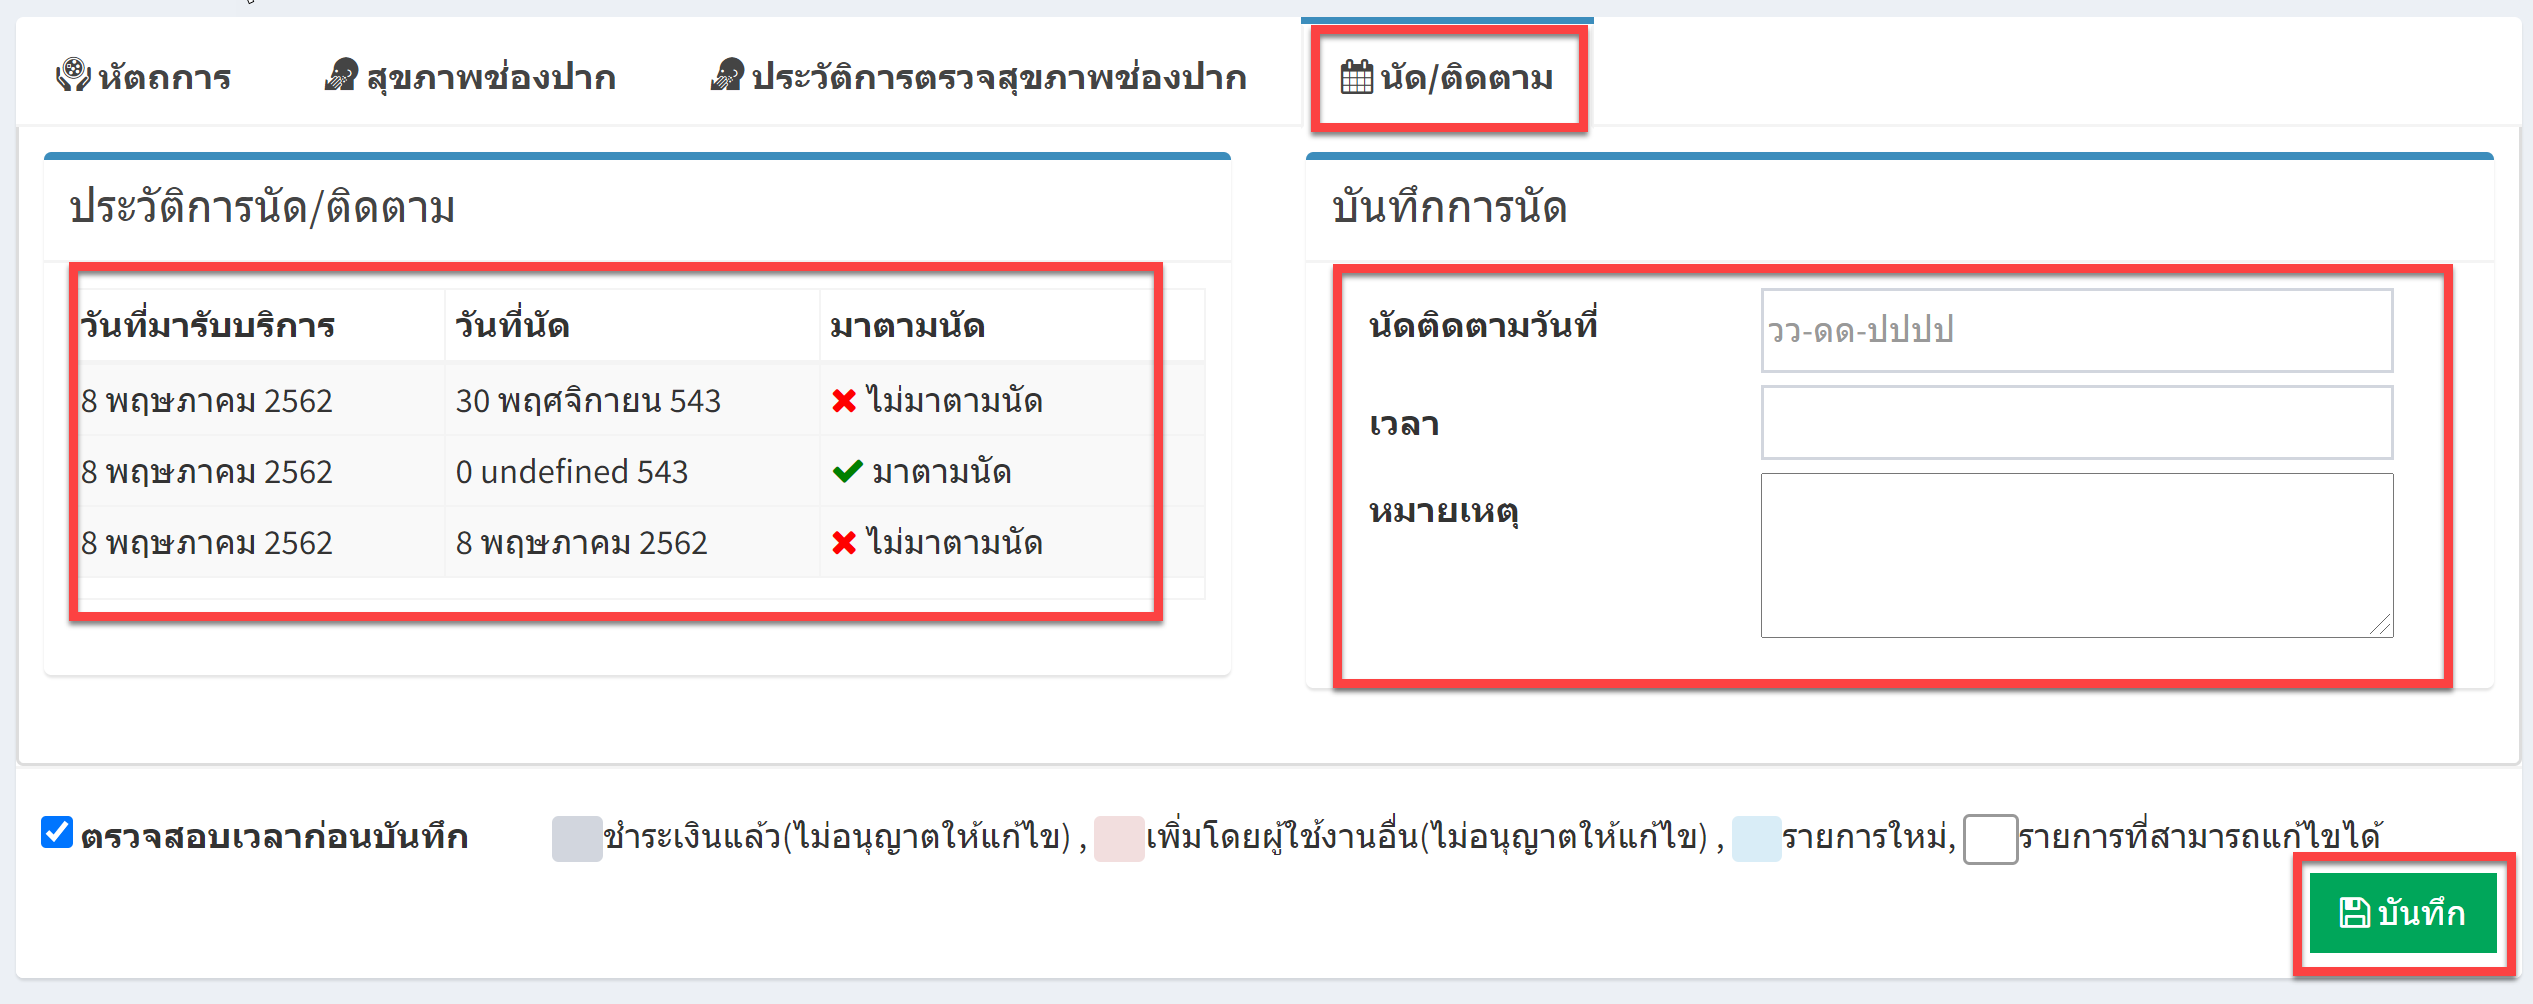 หัตถการ สุขภาพช่องปาก ประวัติการตรวจสุขภาพช่องปาก นัด/ติดตาม
ประวัติการนัด/ติดตาม
วันที่มารับบริการ วันที่นัด มาตามนัด
8 พฤษภาคม 2562 30 พฤศจิกายน 543 ไม่มาตามนัด
8 พฤษภาคม 2562 0 undefined 543 มาตามนัด
8 พฤษภาคม 2562 8 พฤษภาคม 2562 ไม่มาตามนัด
บันทึกการนัด
นัดติดตามวันที่ วว-ดด-ปปปป
เวลา
หมายเหตุ
ตรวจสอบเวลาก่อนบันทึก ชำระเงินแล้ว(ไม่อนุญาตให้แก้ไข) , เพิ่มโดยผู้ใช้งานอื่น(ไม่อนุญาตให้แก้ไข) , รายการใหม่, รายการที่สามารถแก้ไขได้
บันทึก